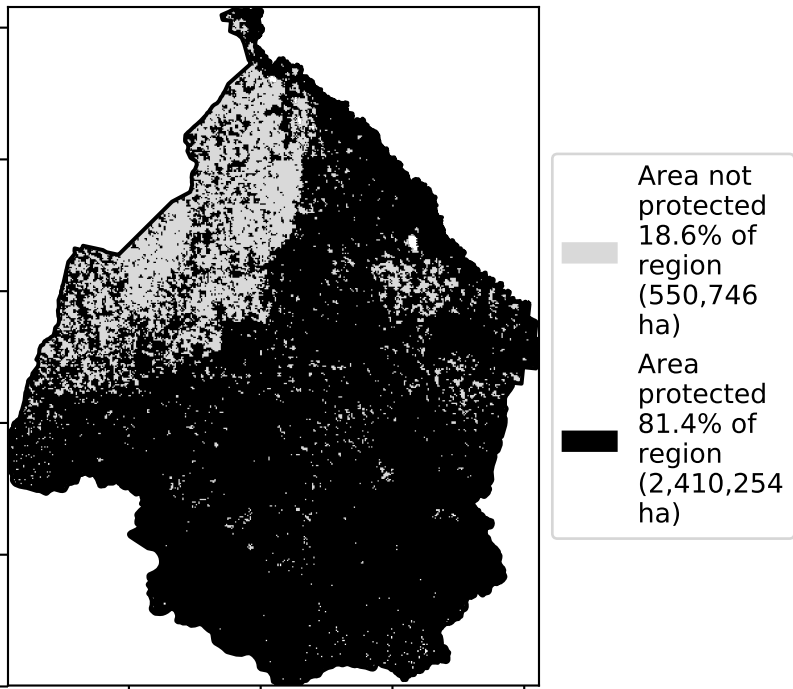 Area not
protected
18.6% of
region
(550,746
ha)
Area
protected
81.4% of
region
(2,410,254
ha)